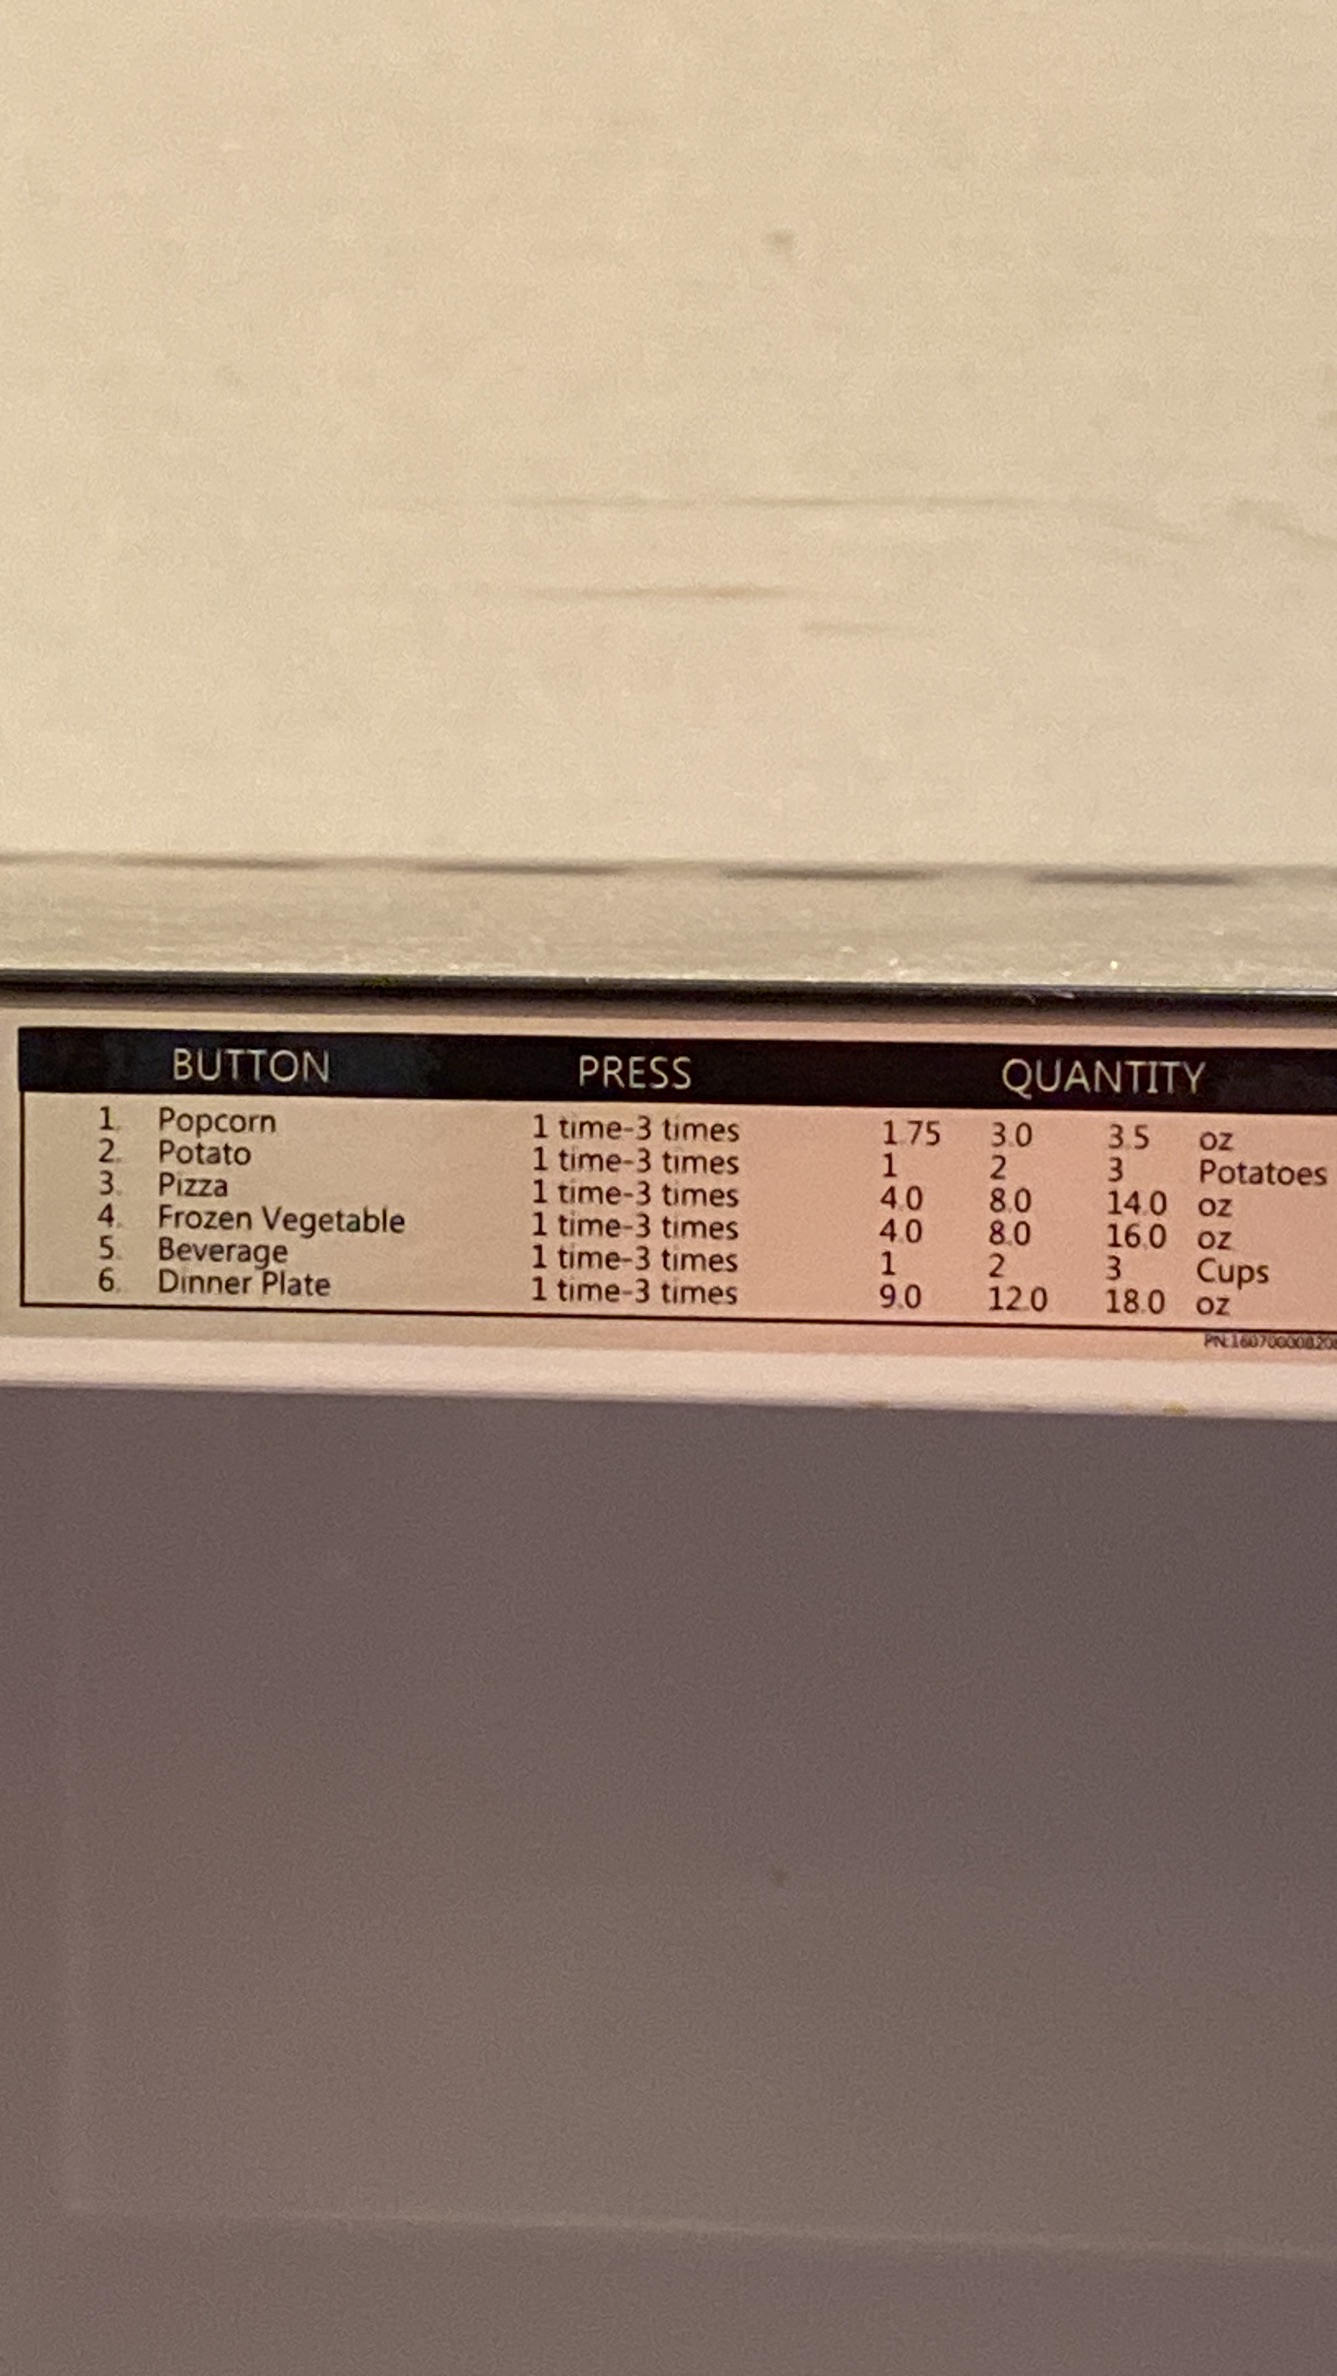 BUTTON PRESS QUANTITY
1. Popcorn 1 time-3 times 1.75 3.0 3.5 oz
2. Potato 1 time-3 times 1 2 3 Potatoes
3. Pizza 1 time-3 times 4.0 8.0 14.0 oz
4. Frozen Vegetable 1 time-3 times 4.0 8.0 16.0 oz
5. Beverage 1 time-3 times 1 2 3 Cups
6. Dinner Plate 1 time-3 times 9.0 12.0 18.0 oz